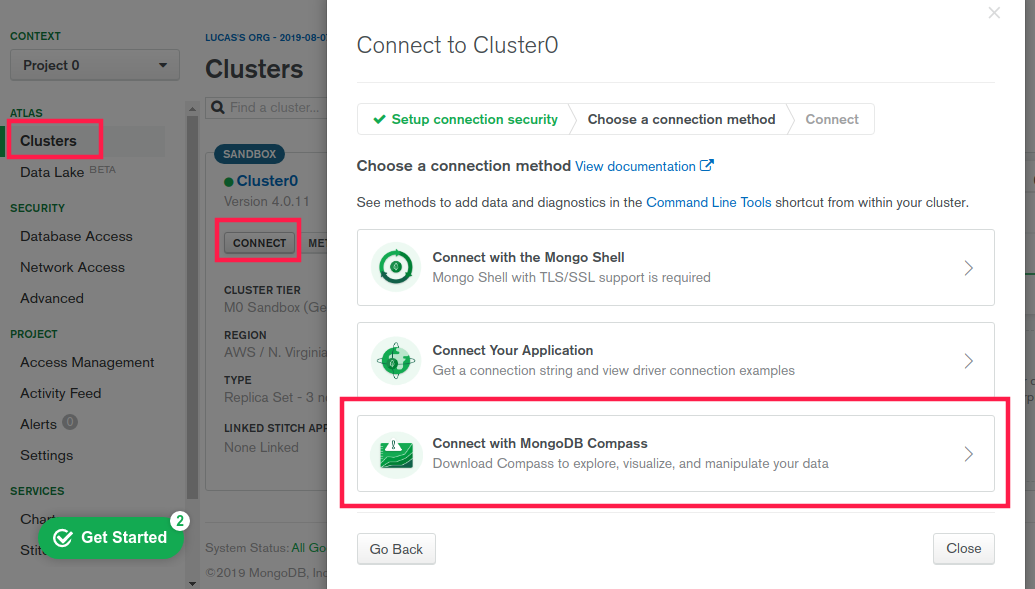 CONTEXT
Project 0
ATLAS
Clusters
Data Lake BETA
SECURITY
Database Access
Network Access
Advanced
PROJECT
Access Management
Activity Feed
Alerts 0
Settings
SERVICES
Get Started
2
LUCAS'S ORG - 2019-08-0
Clusters
Find a cluster...
SANDBOX
Cluster0
Version 4.0.11
CONNECT
CLUSTER TIER
M0 Sandbox (Ge
REGION
AWS / N. Virginia
TYPE
Replica Set - 3 n
LINKED STITCH APP
None Linked
System Status: All Go
©2019 MongoDB, Inc
Connect to Cluster0
Setup connection security
Choose a connection method
Connect
Choose a connection method View documentation
See methods to add data and diagnostics in the Command Line Tools shortcut from within your cluster.
Connect with the Mongo Shell
Mongo Shell with TLS/SSL support is required
Connect Your Application
Get a connection string and view driver connection examples
Connect with MongoDB Compass
Download Compass to explore, visualize, and manipulate your data
Go Back
Close